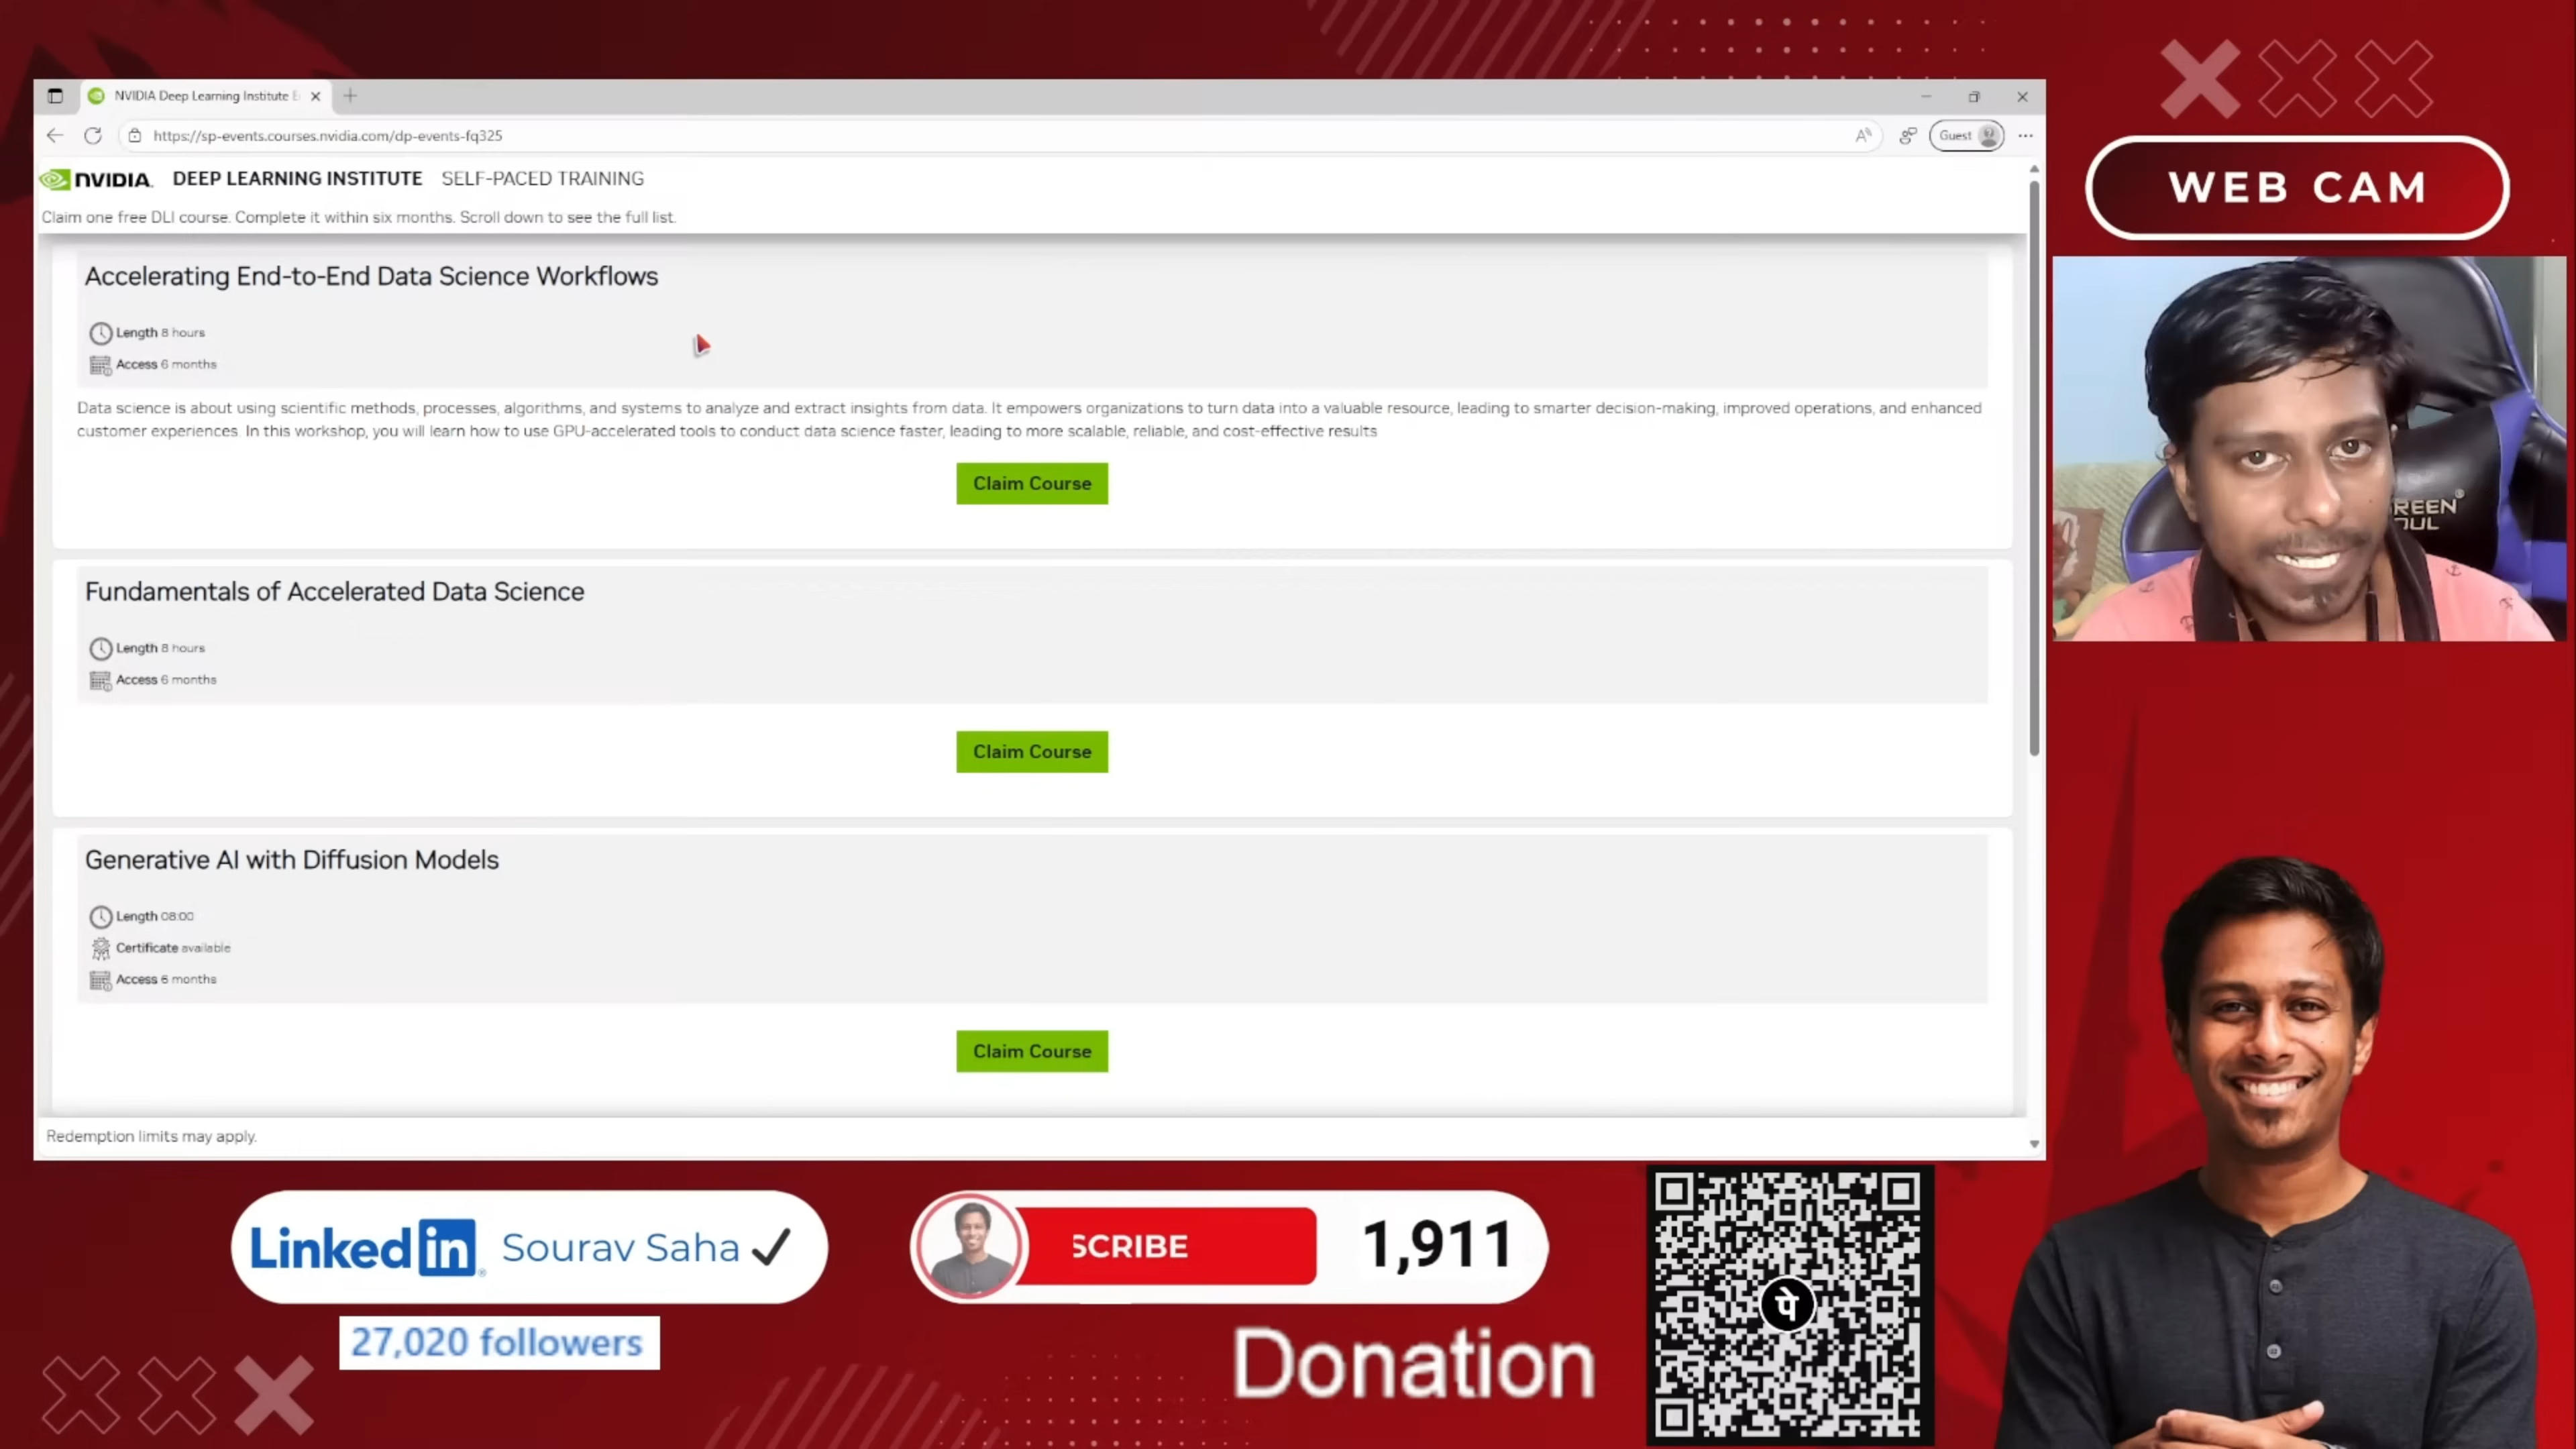 NVIDIA Deep Learning Institute E
https://sp-events.courses.nvidia.com/dp-events-fq325
Guest
NVIDIA. DEEP LEARNING INSTITUTE SELF-PACED TRAINING
Claim one free DLI course. Complete it within six months. Scroll down to see the full list.
Accelerating End-to-End Data Science Workflows
Length 8 hours
Access 6 months
Data science is about using scientific methods, processes, algorithms, and systems to analyze and extract insights from data. It empowers organizations to turn data into a valuable resource, leading to smarter decision-making, improved operations, and enhanced
customer experiences. In this workshop, you will learn how to use GPU-accelerated tools to conduct data science faster, leading to more scalable, reliable, and cost-effective results
Claim Course
Fundamentals of Accelerated Data Science
Length 8 hours
Access 6 months
Claim Course
Generative AI with Diffusion Models
Length 08:00
Certificate available
Access 6 months
Claim Course
Redemption limits may apply.
WEB CAM
REEN
OUL
LinkedIn Sourav Saha
27,020 followers
SCRIBE
1,911
Donation
पे